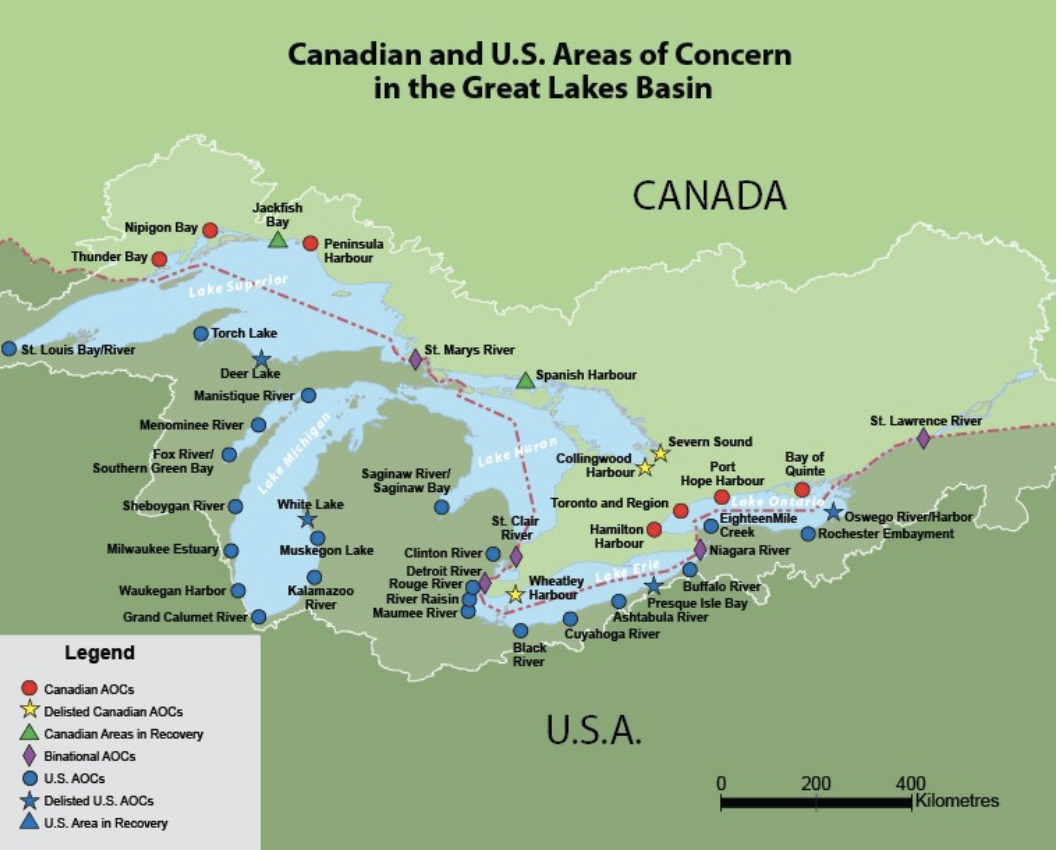 Canadian and U.S. Areas of Concern
in the Great Lakes Basin
CANADA
Jackfish
Bay
Nipigon Bay
Peninsula
Harbour
Thunder Bay
Lake Superior
Torch Lake
St. Louis Bay/River
St. Marys River
Deer Lake
Spanish Harbour
Manistique River
Menominee River
St. Lawrence River
Fox River/
Southern Green Bay
Lake Michigan
Lake Huron
Severn Sound
Collingwood
Harbour
Port
Hope Harbour
Bay of
Quinte
Saginaw River/
Saginaw Bay
Sheboygan River
White Lake
Toronto and Region
Lake Ontario
St. Clair
River
Hamilton
Harbour
EighteenMile
Creek
Oswego River/Harbor
Rochester Embayment
Milwaukee Estuary
Muskegon Lake
Clinton River
Niagara River
Detroit River
Rouge River
River Raisin
Maumee River
Lake Erie
Wheatley
Harbour
Waukegan Harbor
Kalamazoo
River
Buffalo River
Presque Isle Bay
Grand Calumet River
Ashtabula River
Cuyahoga River
Black
River
U.S.A.
Legend
Canadian AOCs
Delisted Canadian AOCs
Canadian Areas in Recovery
Binational AOCs
U.S. AOCs
Delisted U.S. AOCs
U.S. Area in Recovery
0 200 400
Kilometres